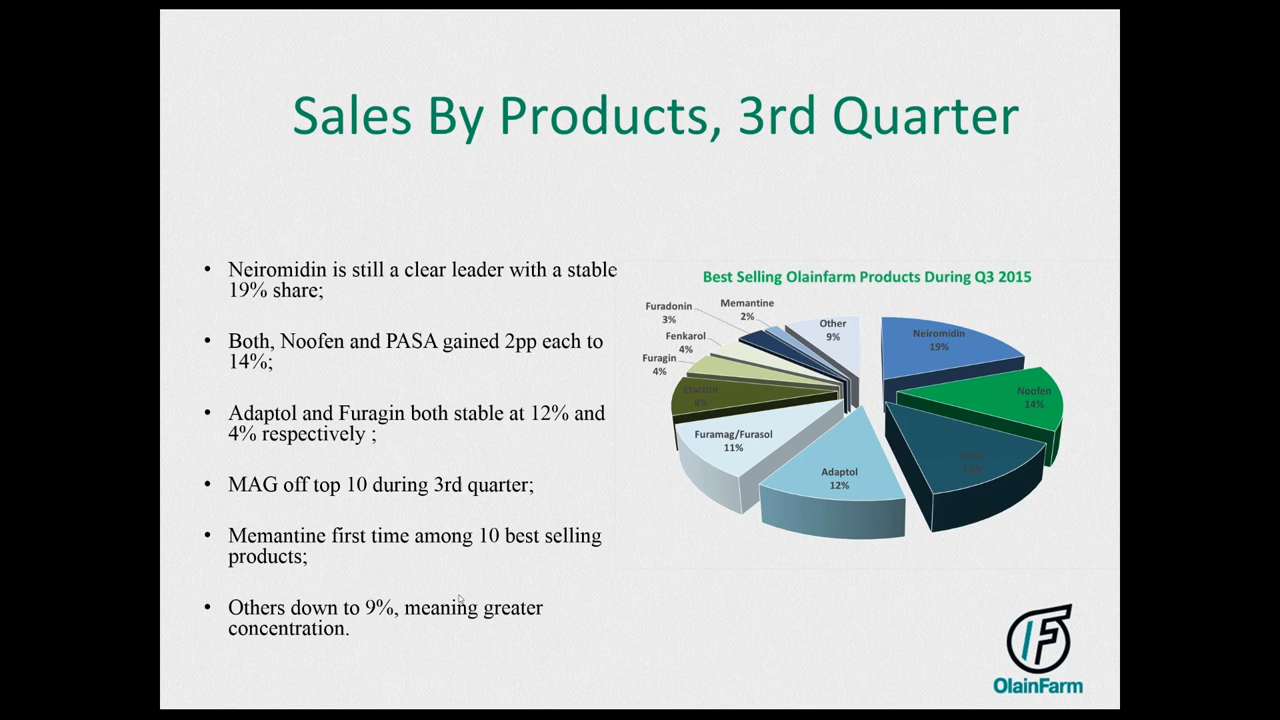 Sales By Products, 3rd Quarter
• Neiromidin is still a clear leader with a stable
19% share;
• Both, Noofen and PASA gained 2pp each to
14%;
• Adaptol and Furagin both stable at 12% and
4% respectively ;
• MAG off top 10 during 3rd quarter;
• Memantine first time among 10 best selling
products;
• Others down to 9%, meaning greater
concentration.
Best Selling Olainfarm Products During Q3 2015
Neiromidin
19%
Noofen
14%
PASA
14%
Adaptol
12%
Furamag/Furasol
11%
Etacizin
8%
Furagin
4%
Fenkarol
4%
Furadonin
3%
Memantine
2%
Other
9%
OlainFarm